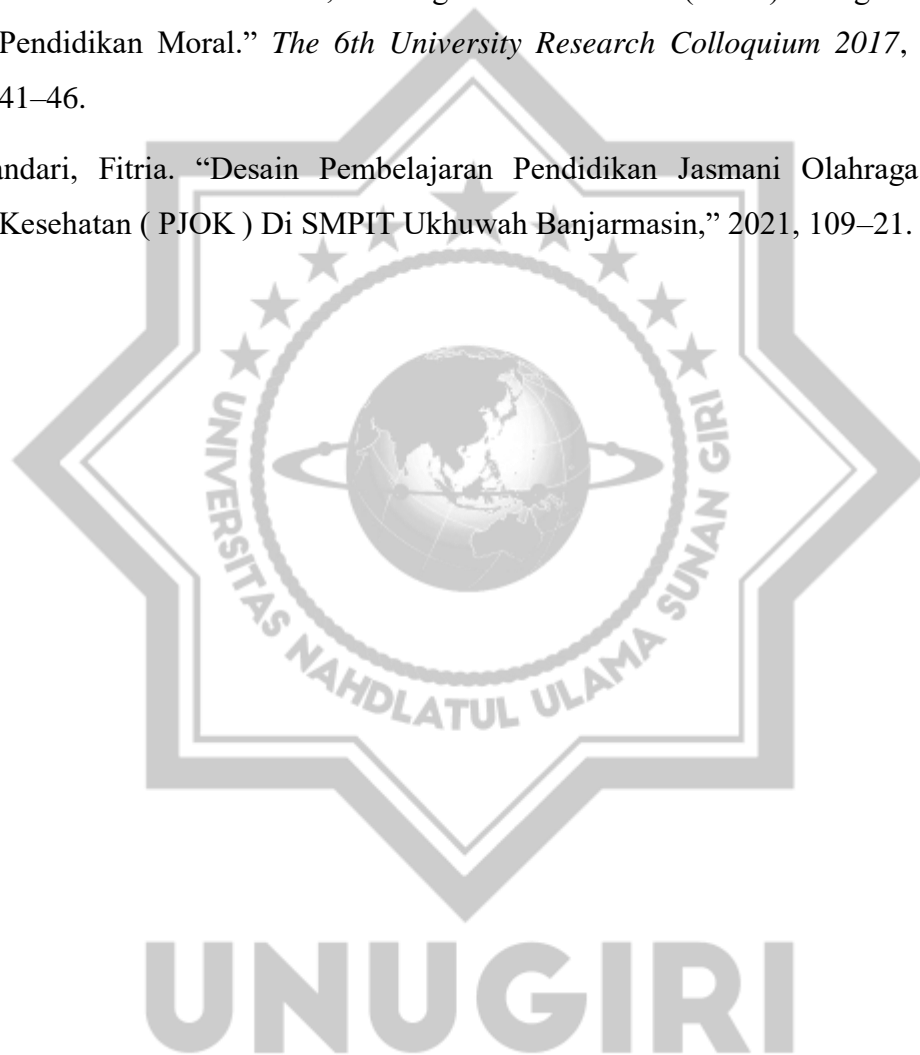 Pendidikan Moral.” The 6th University Research Colloquium 2017,
41–46.
andari, Fitria. “Desain Pembelajaran Pendidikan Jasmani Olahraga
Kesehatan ( PJOK ) Di SMPIT Ukhuwah Banjarmasin,” 2021, 109–21.
UNIVERSITAS NAHDLATUL ULAMA SUNAN GIRI
UNUGIRI